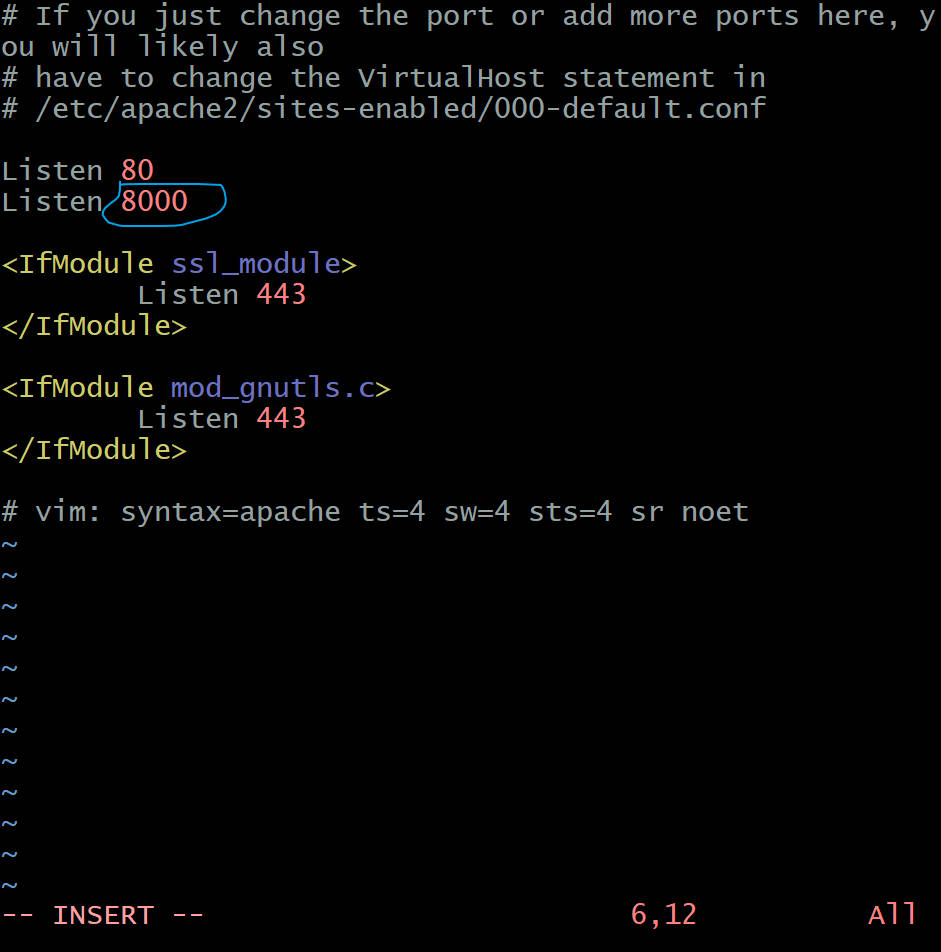 # If you just change the port or add more ports here, y
ou will likely also
# have to change the VirtualHost statement in
# /etc/apache2/sites-enabled/000-default.conf
Listen 80
Listen 8000
<IfModule ssl_module>
Listen 443
</IfModule>
<IfModule mod_gnutls.c>
Listen 443
</IfModule>
# vim: syntax=apache ts=4 sw=4 sts=4 sr noet
~
~
~
~
~
~
~
~
~
~
~
~
-- INSERT -- 6,12 All